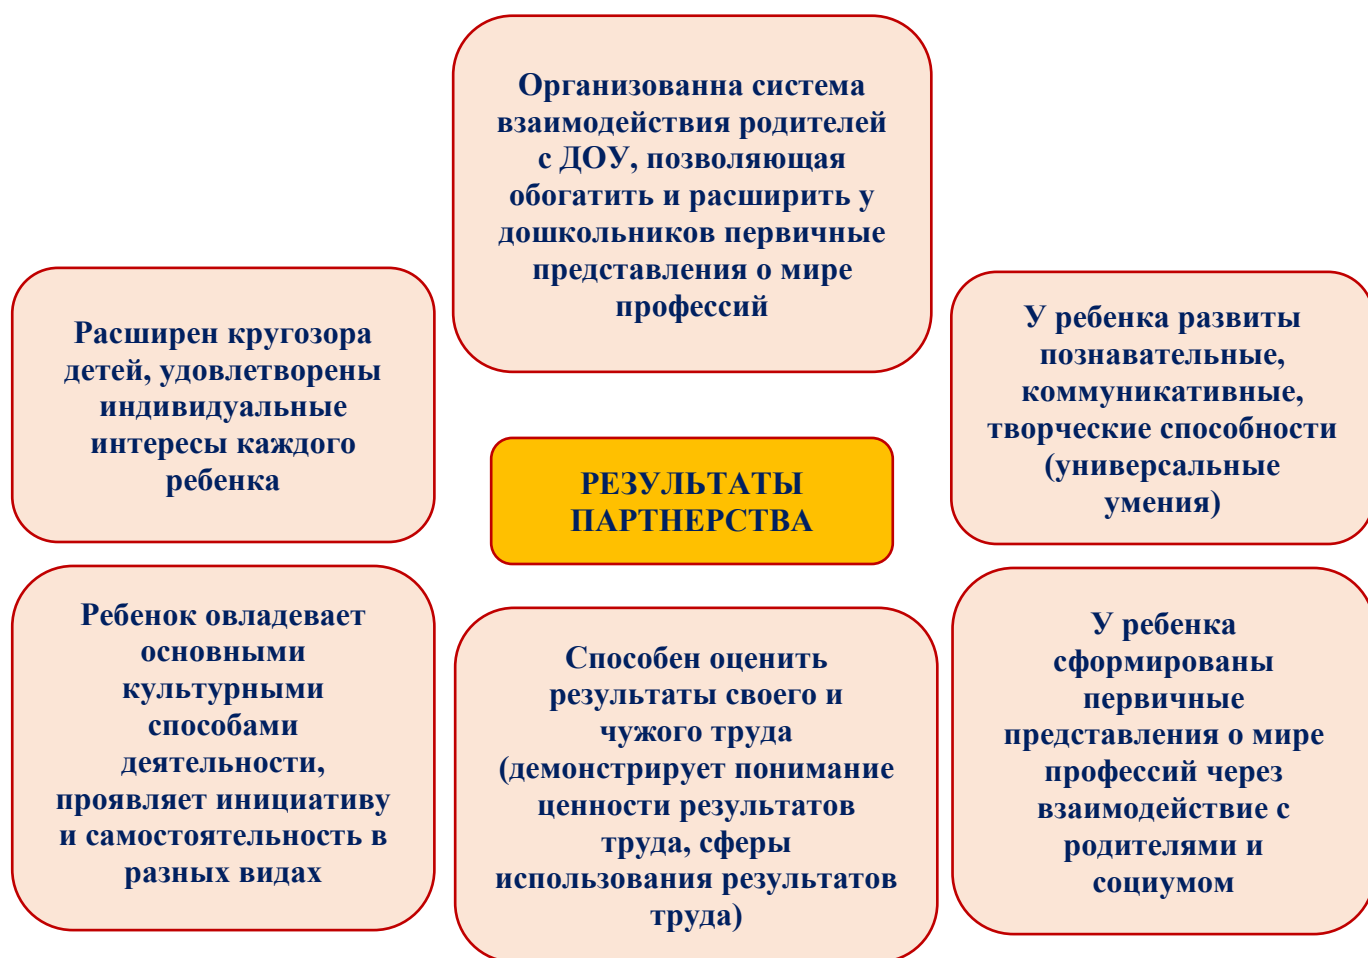 Организованна система
взаимодействия родителей
с ДОУ, позволяющая
обогатить и расширить у
дошкольников первичные
представления о мире
профессий
Расширен кругозора
детей, удовлетворены
индивидуальные
интересы каждого
ребенка
У ребенка развиты
познавательные,
коммуникативные,
творческие способности
(универсальные
умения)
РЕЗУЛЬТАТЫ
ПАРТНЕРСТВА
Ребенок овладевает
основными
культурными
способами
деятельности,
проявляет инициативу
и самостоятельность в
разных видах
Способен оценить
результаты своего и
чужого труда
(демонстрирует понимание
ценности результатов
труда, сферы
использования результатов
труда)
У ребенка
сформированы
первичные
представления о мире
профессий через
взаимодействие с
родителями и
социумом